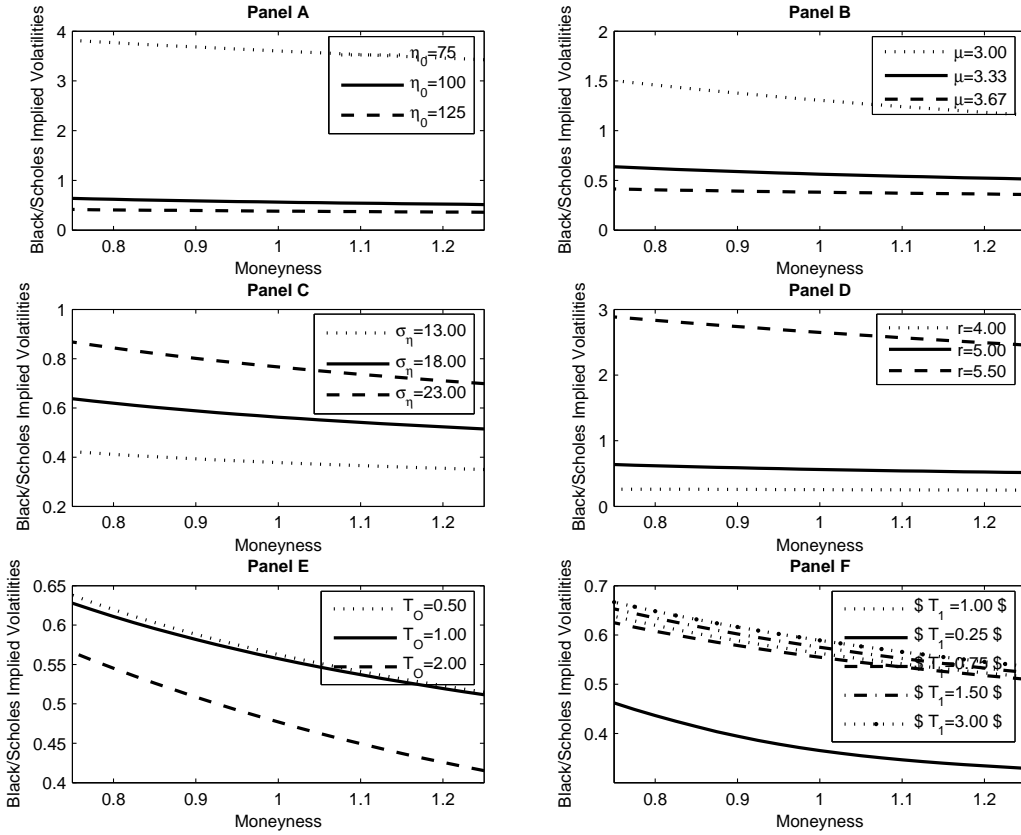 Panel A
Black/Scholes Implied Volatilities
4
3
2
1
0
0.8 0.9 1 1.1 1.2
Moneyness
η0=75
η0=100
η0=125
Panel B
Black/Scholes Implied Volatilities
2
1.5
1
0.5
0
0.8 0.9 1 1.1 1.2
Moneyness
μ=3.00
μ=3.33
μ=3.67
Panel C
Black/Scholes Implied Volatilities
1
0.8
0.6
0.4
0.2
0.8 0.9 1 1.1 1.2
Moneyness
ση=13.00
ση=18.00
ση=23.00
Panel D
Black/Scholes Implied Volatilities
3
2
1
0
0.8 0.9 1 1.1 1.2
Moneyness
r=4.00
r=5.00
r=5.50
Panel E
Black/Scholes Implied Volatilities
0.65
0.6
0.55
0.5
0.45
0.4
0.8 0.9 1 1.1 1.2
Moneyness
TO=0.50
TO=1.00
TO=2.00
Panel F
Black/Scholes Implied Volatilities
0.7
0.6
0.5
0.4
0.8 0.9 1 1.1 1.2
Moneyness
$ T1=1.00 $
$ T1=0.25 $
$ T1=0.75 $
$ T1=1.50 $
$ T1=3.00 $